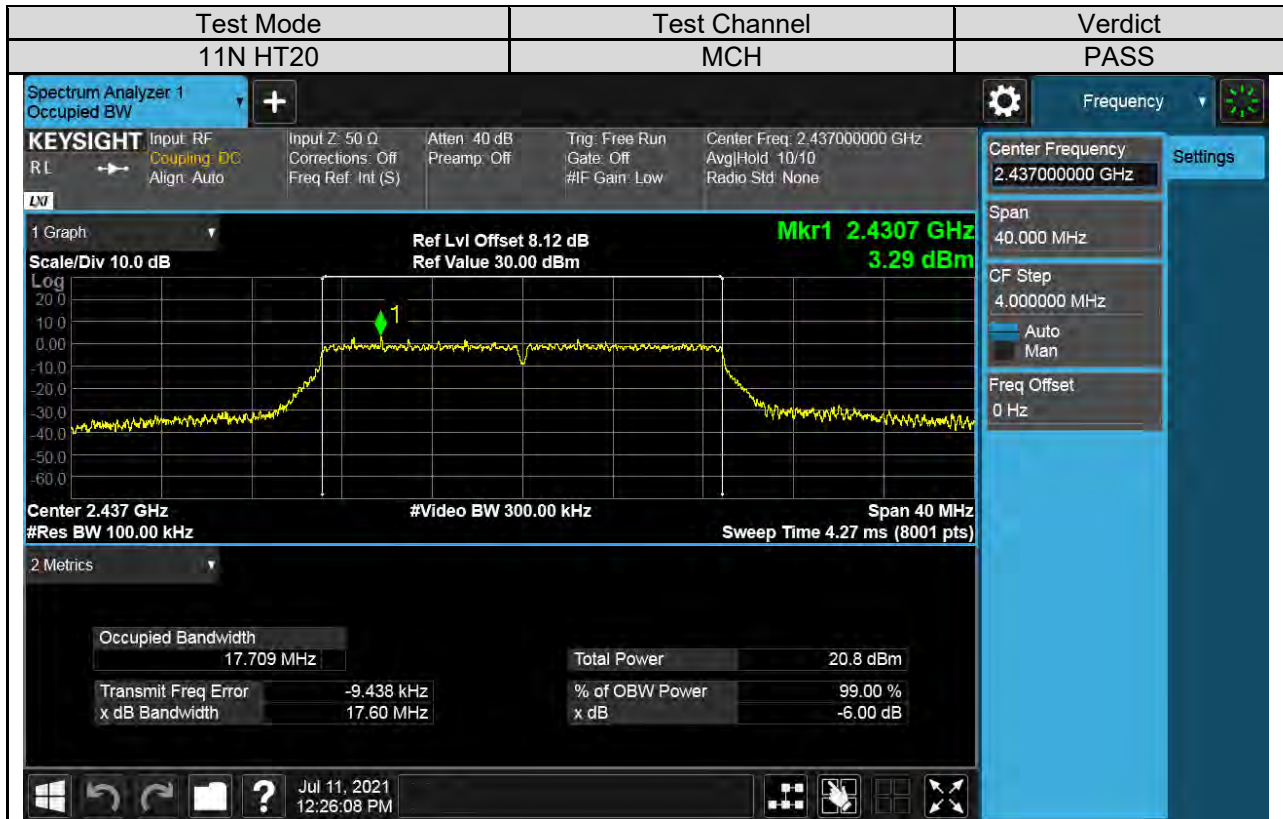 Test Mode Test Channel Verdict
11N HT20 MCH PASS
Spectrum Analyzer 1
Occupied BW
Frequency
KEYSIGHT Input: RF Input Z: 50 Ω Atten: 40 dB Trig: Free Run Center Freq: 2.437000000 GHz
RL Coupling: DC Corrections: Off Preamp: Off Gate: Off Avg|Hold: 10/10
Align: Auto Freq Ref: Int (S) #IF Gain: Low Radio Std: None
LXI
Center Frequency
2.437000000 GHz
Settings
Span
40.000 MHz
CF Step
4.000000 MHz
Auto
Man
Freq Offset
0 Hz
1 Graph Ref Lvl Offset 8.12 dB Mkr1 2.4307 GHz
Scale/Div 10.0 dB Ref Value 30.00 dBm 3.29 dBm
Log
20.0
10.0
0.00
-10.0
-20.0
-30.0
-40.0
-50.0
-60.0
1
Center 2.437 GHz #Video BW 300.00 kHz Span 40 MHz
#Res BW 100.00 kHz Sweep Time 4.27 ms (8001 pts)
2 Metrics
Occupied Bandwidth
17.709 MHz Total Power 20.8 dBm
Transmit Freq Error -9.438 kHz % of OBW Power 99.00 %
x dB Bandwidth 17.60 MHz x dB -6.00 dB
? Jul 11, 2021
12:26:08 PM